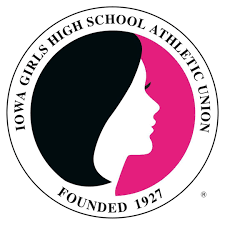 IOWA GIRLS HIGH SCHOOL ATHLETIC UNION
FOUNDED 1927
®